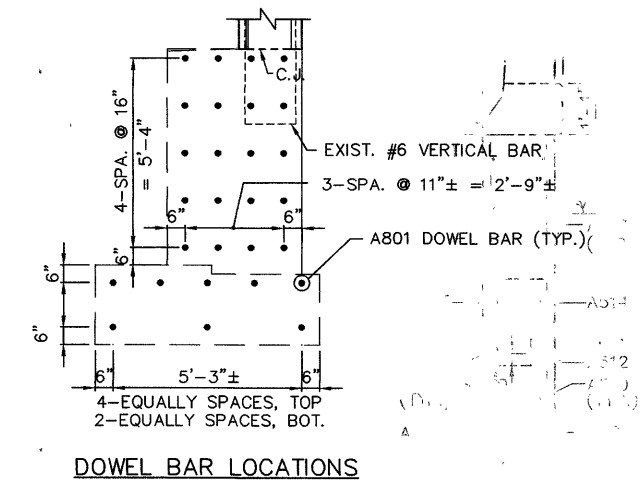 C.J.
4-SPA. @ 16"
= 5'-4"
EXIST. #6 VERTICAL BAR
3-SPA. @ 11"± = 2'-9"±
6"
6"
6"
A801 DOWEL BAR (TYP.)
6"
6"
6"
5'-3"±
6"
4-EQUALLY SPACES, TOP
2-EQUALLY SPACES, BOT.
DOWEL BAR LOCATIONS